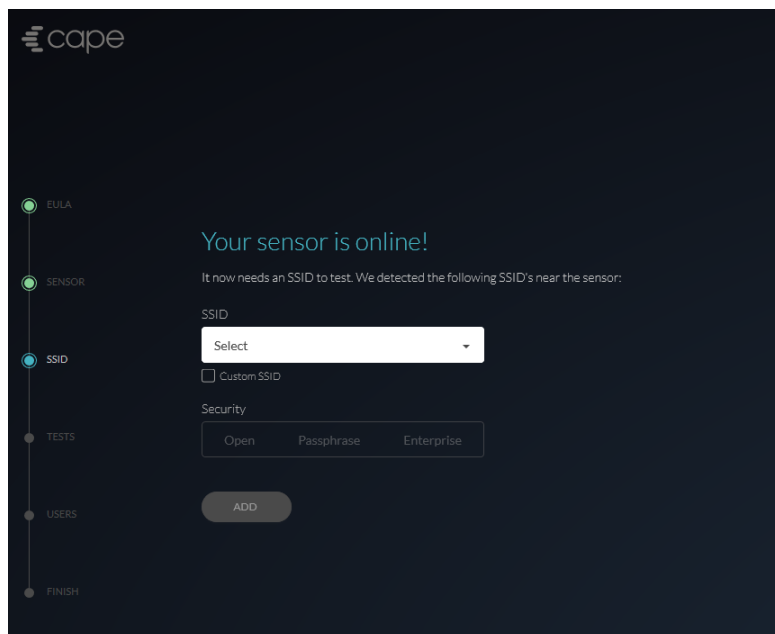 cape
EULA
Your sensor is online!
It now needs an SSID to test. We detected the following SSID's near the sensor:
SENSOR
SSID
Select
SSID
Custom SSID
Security
TESTS
Open Passphrase Enterprise
ADD
USERS
FINISH